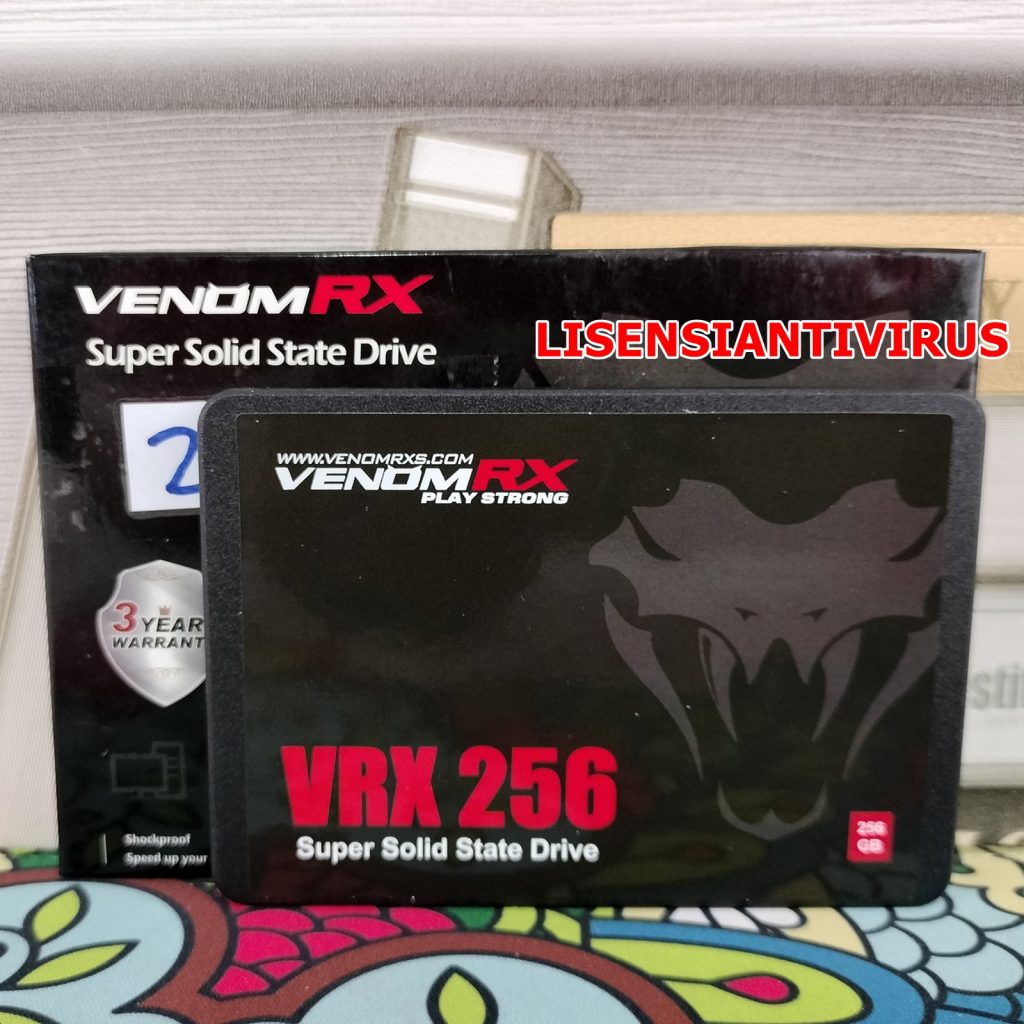 VENOMRX
Super Solid State Drive
LISENSIANTIVIRUS
2
3 YEAR
WARRANT
Shockproof
Speed up your
WWW.VENOMRXS.COM
VENOMRX
PLAY STRONG
VRX 256
Super Solid State Drive
256
GB